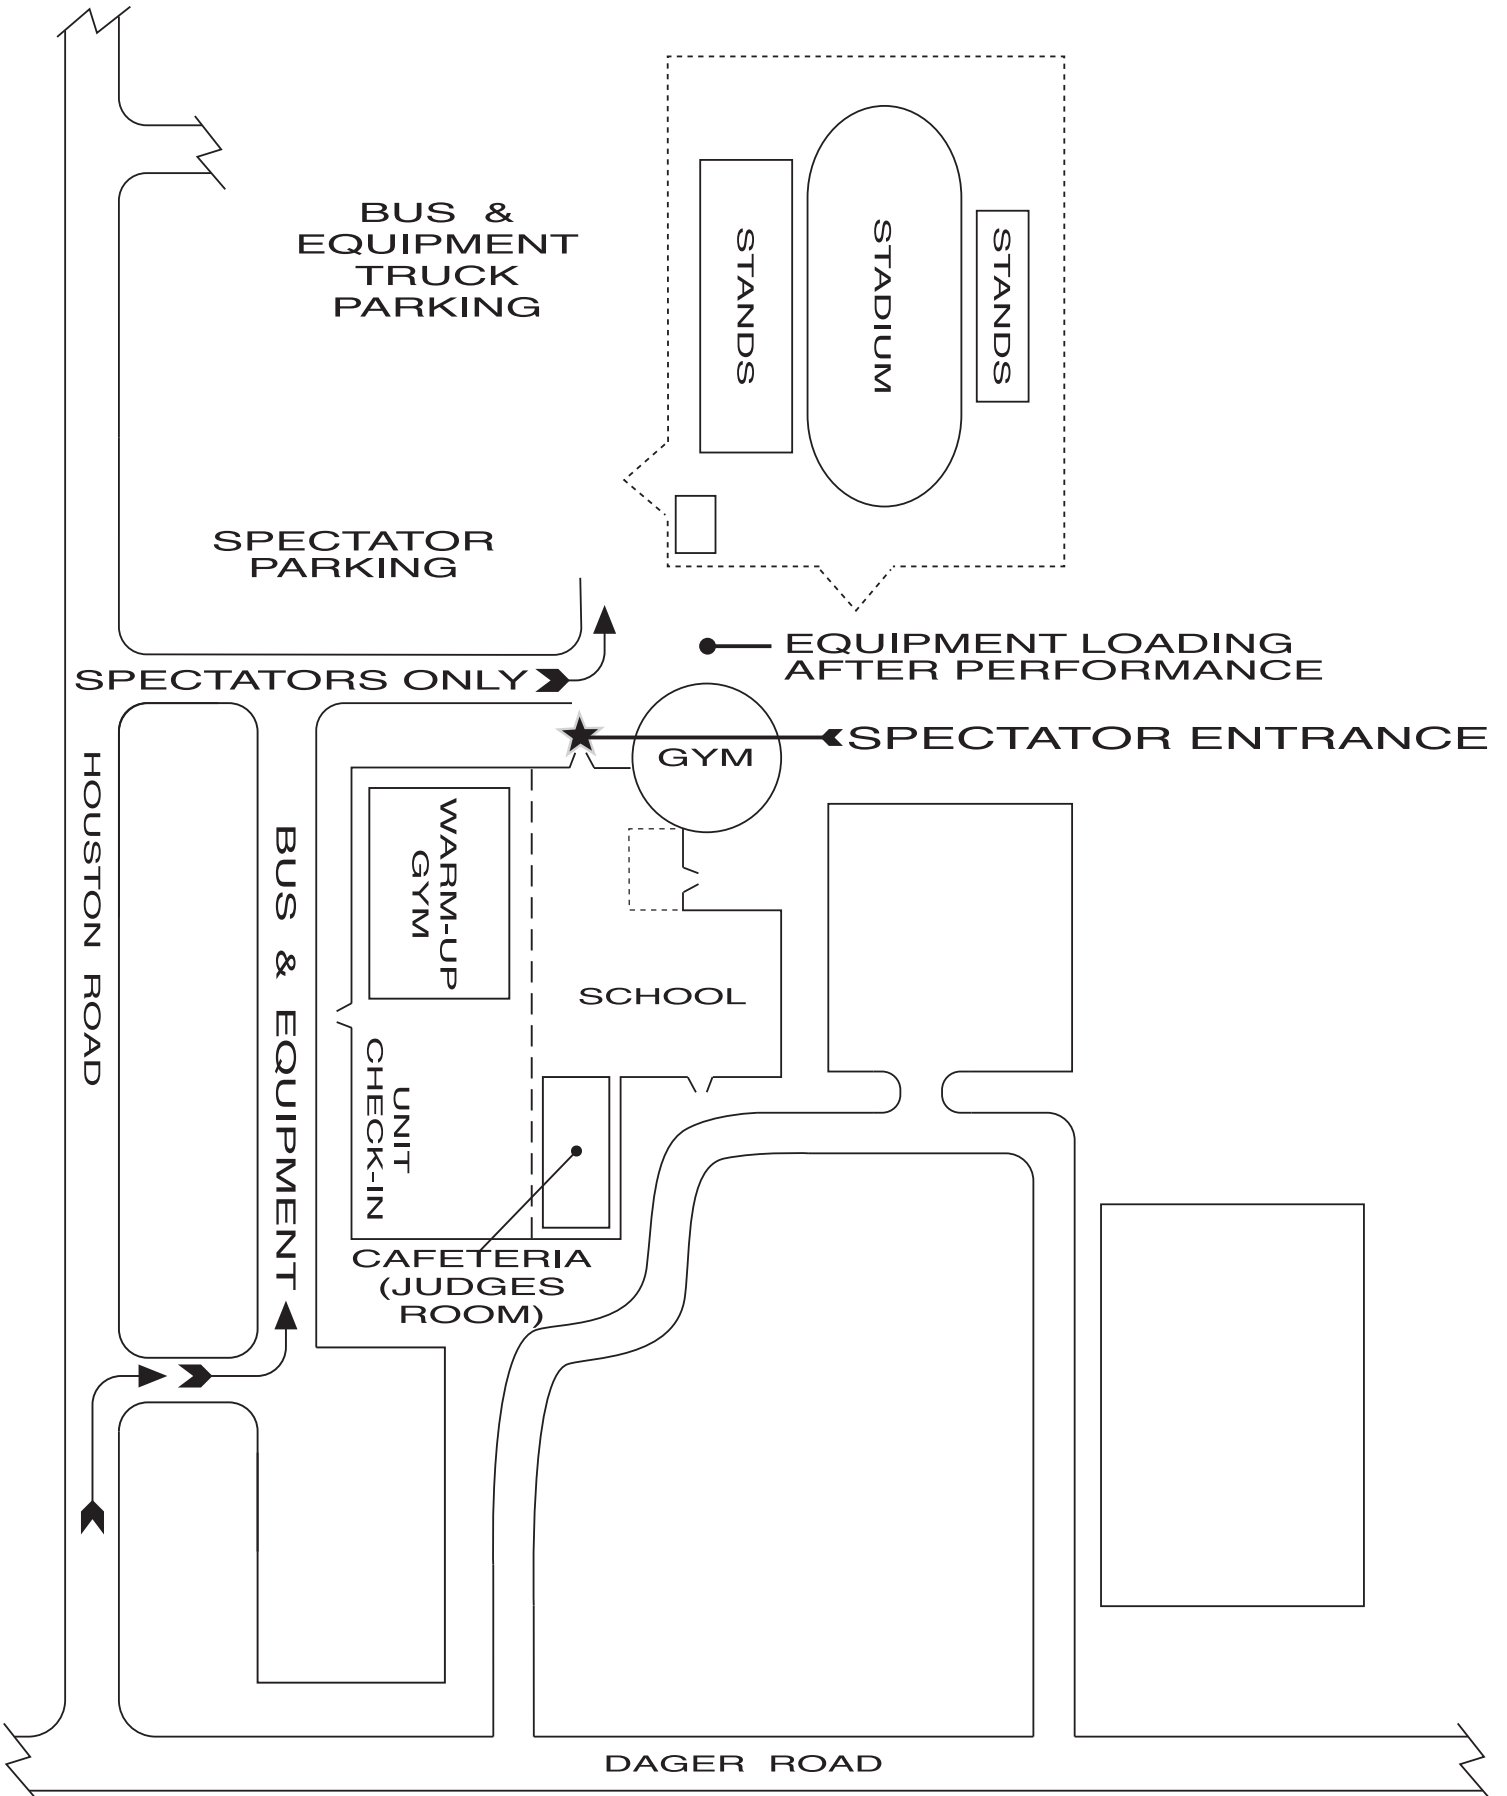 BUS &
EQUIPMENT
TRUCK
PARKING
STANDS
STADIUM
STANDS
SPECTATOR
PARKING
EQUIPMENT LOADING
AFTER PERFORMANCE
SPECTATORS ONLY
SPECTATOR ENTRANCE
GYM
HOUSTON ROAD
BUS & EQUIPMENT
WARM-UP
GYM
SCHOOL
UNIT
CHECK-IN
CAFETERIA
(JUDGES
ROOM)
DAGER ROAD